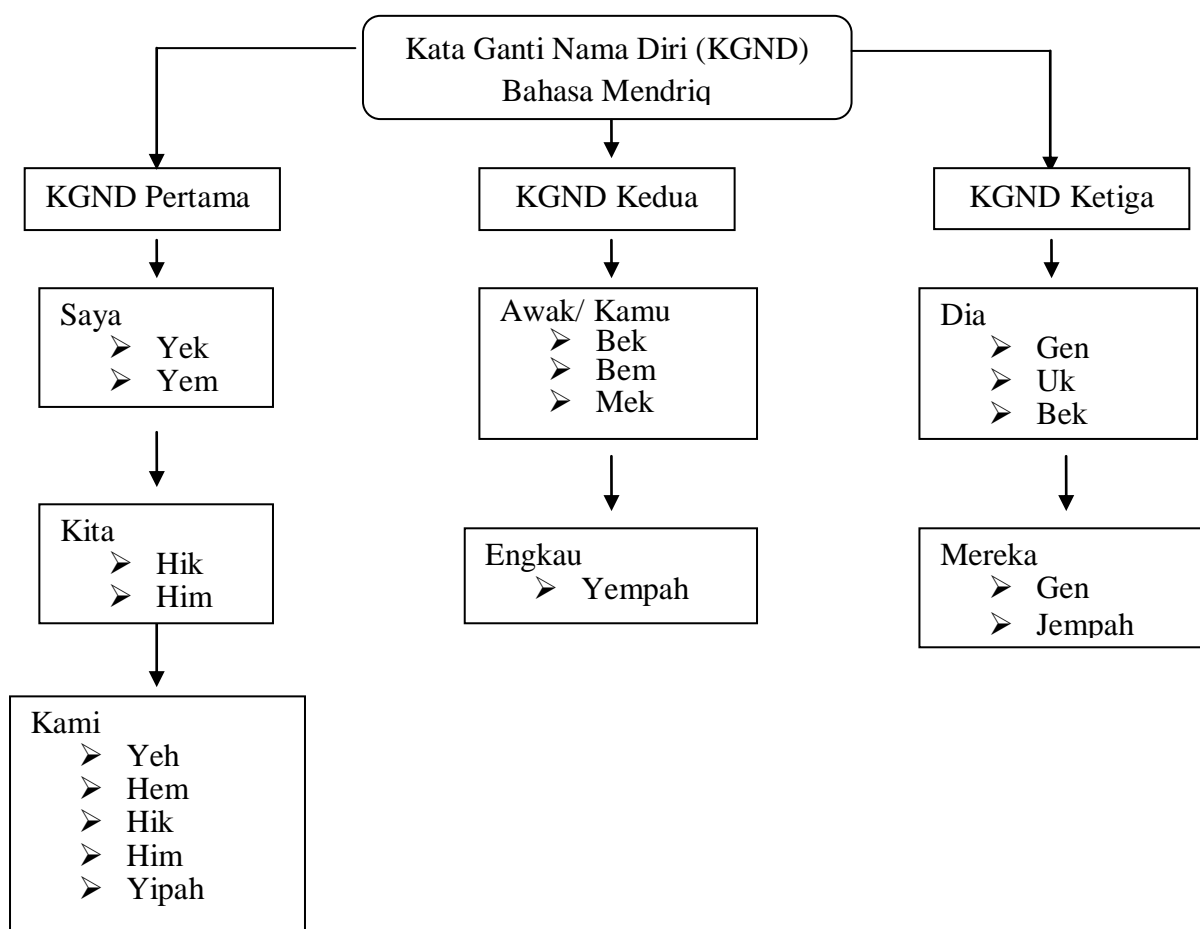 Kata Ganti Nama Diri (KGND)
Bahasa Mendriq
KGND Pertama
Saya
➢ Yek
➢ Yem
Kita
➢ Hik
➢ Him
Kami
➢ Yeh
➢ Hem
➢ Hik
➢ Him
➢ Yipah
KGND Kedua
Awak/ Kamu
➢ Bek
➢ Bem
➢ Mek
Engkau
➢ Yempah
KGND Ketiga
Dia
➢ Gen
➢ Uk
➢ Bek
Mereka
➢ Gen
➢ Jempah